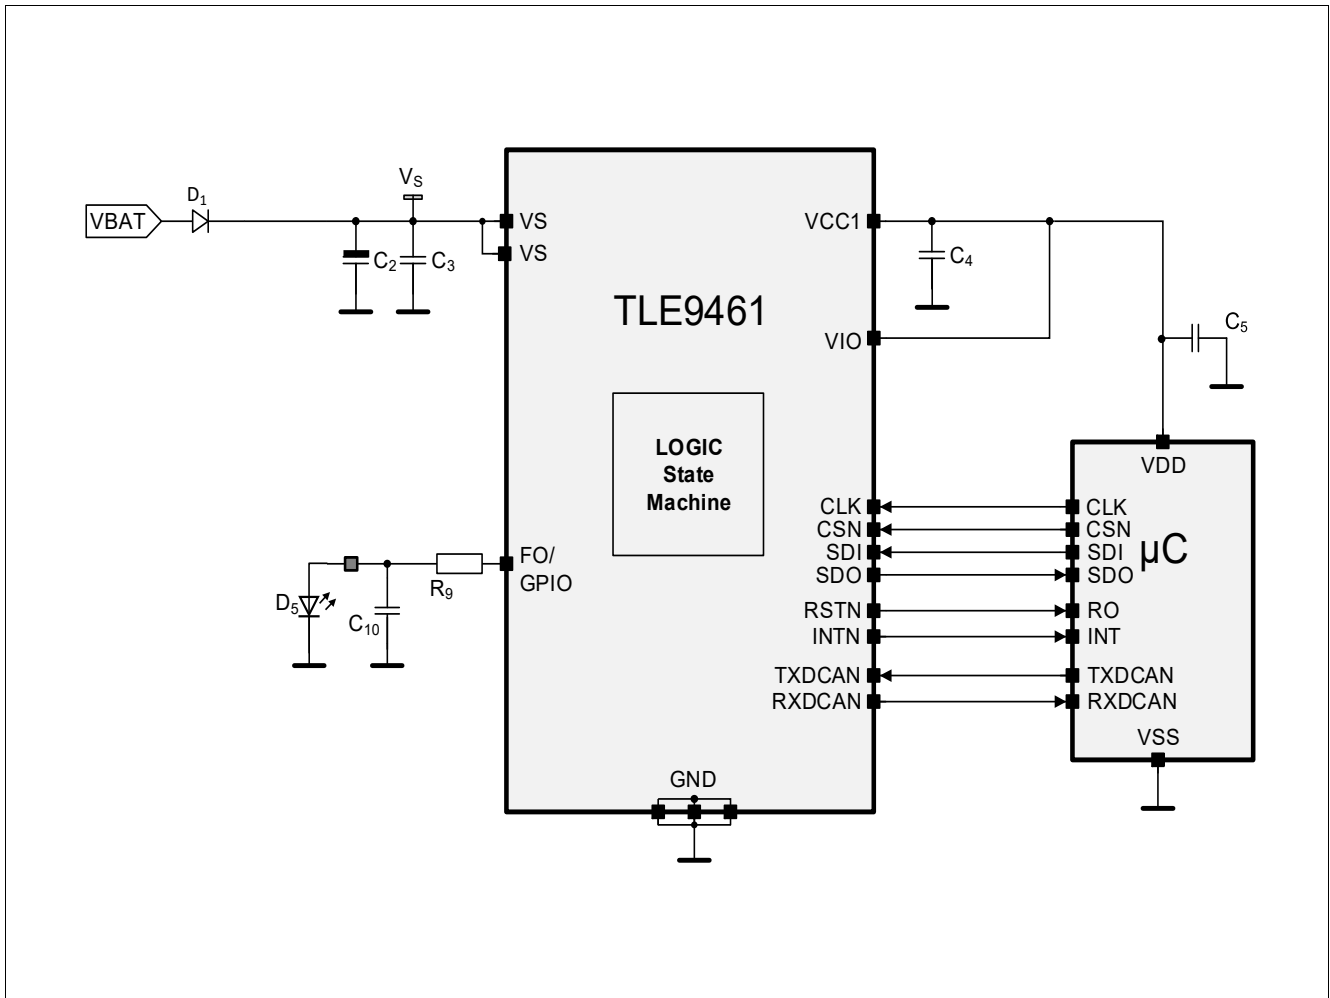 VBAT
D1
VS
C2
C3
VS
VS
TLE9461
VCC1
C4
VIO
C5
LOGIC
State
Machine
VDD
CLK
CSN
SDI
SDO
RSTN
INTN
TXDCAN
RXDCAN
CLK
CSN
SDI
SDO
µC
RO
INT
TXDCAN
RXDCAN
VSS
FO/
GPIO
R9
D5
C10
GND